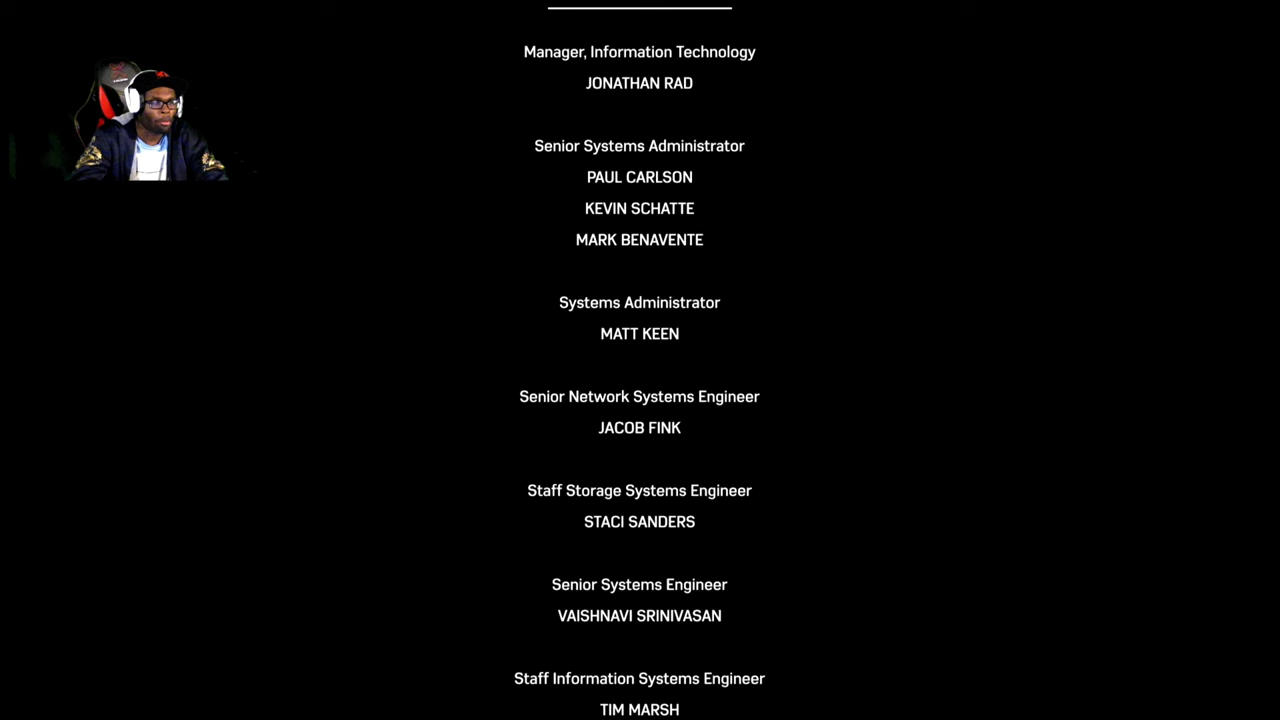 Manager, Information Technology
JONATHAN RAD
Senior Systems Administrator
PAUL CARLSON
KEVIN SCHATTE
MARK BENAVENTE
Systems Administrator
MATT KEEN
Senior Network Systems Engineer
JACOB FINK
Staff Storage Systems Engineer
STACI SANDERS
Senior Systems Engineer
VAISHNAVI SRINIVASAN
Staff Information Systems Engineer
TIM MARSH